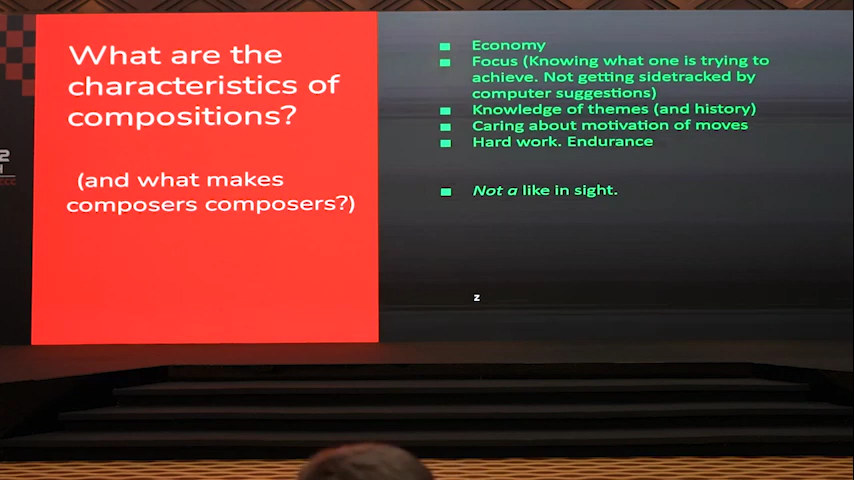 What are the
characteristics of
compositions?
(and what makes
composers composers?)
Economy
Focus (Knowing what one is trying to
achieve. Not getting sidetracked by
computer suggestions)
Knowledge of themes (and history)
Caring about motivation of moves
Hard work. Endurance
Not a like in sight.
z
2